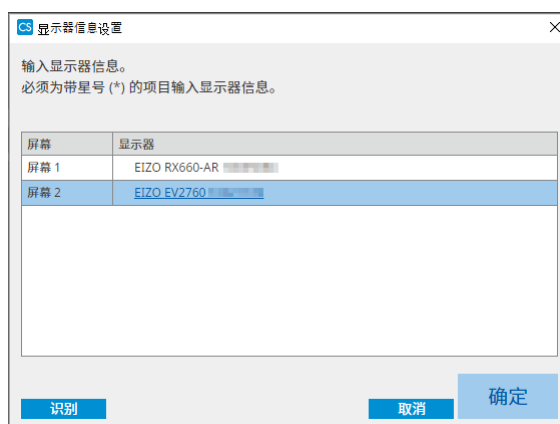 CS 显示器信息设置
输入显示器信息。
必须为带星号 (*) 的项目输入显示器信息。
屏幕 显示器
屏幕 1 EIZO RX660-AR
屏幕 2 EIZO EV2760
识别 取消 确定